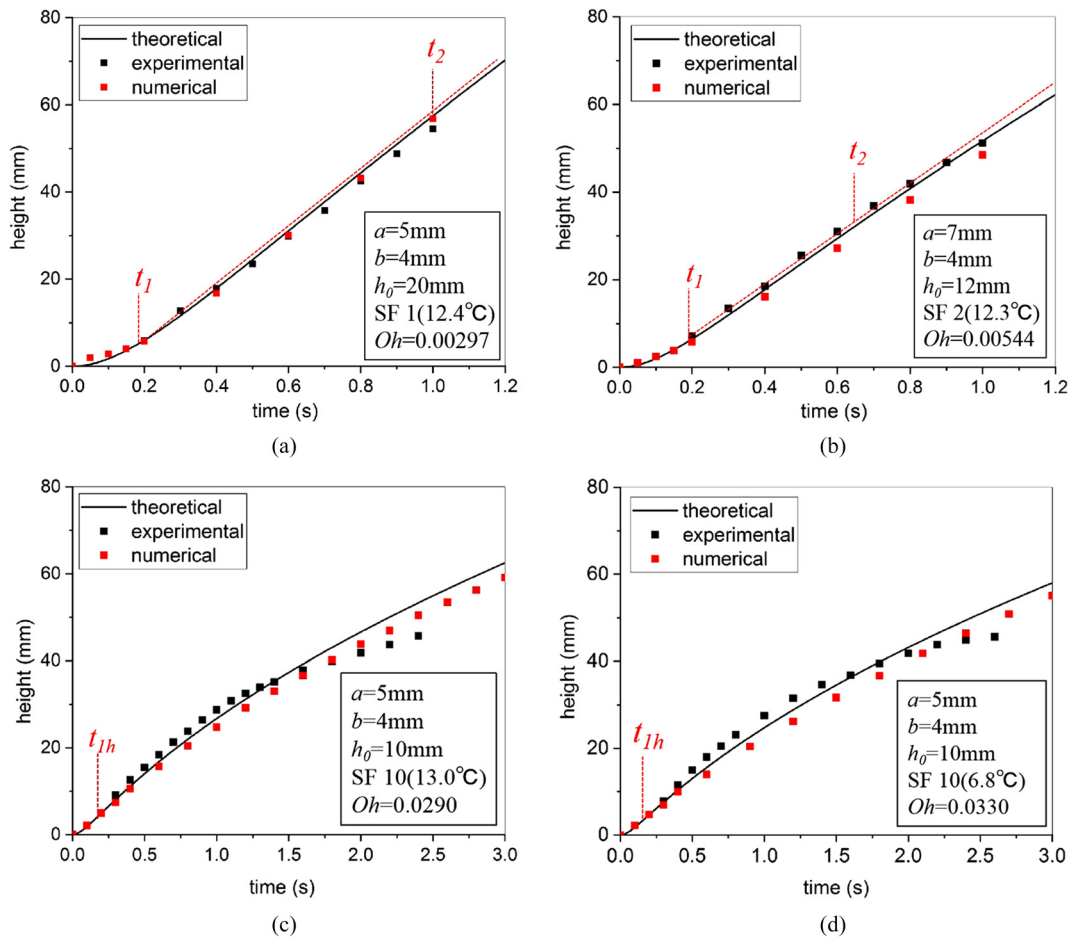 80
60
40
20
0
height (mm)
theoretical
experimental
numerical
t1
t2
a=5mm
b=4mm
h0=20mm
SF 1(12.4℃)
Oh=0.00297
0.0 0.2 0.4 0.6 0.8 1.0 1.2
time (s)
(a)
80
60
40
20
0
height (mm)
theoretical
experimental
numerical
t1
t2
a=7mm
b=4mm
h0=12mm
SF 2(12.3℃)
Oh=0.00544
0.0 0.2 0.4 0.6 0.8 1.0 1.2
time (s)
(b)
80
60
40
20
0
height (mm)
theoretical
experimental
numerical
t1h
a=5mm
b=4mm
h0=10mm
SF 10(13.0℃)
Oh=0.0290
0.0 0.5 1.0 1.5 2.0 2.5 3.0
time (s)
(c)
80
60
40
20
0
height (mm)
theoretical
experimental
numerical
t1h
a=5mm
b=4mm
h0=10mm
SF 10(6.8℃)
Oh=0.0330
0.0 0.5 1.0 1.5 2.0 2.5 3.0
time (s)
(d)